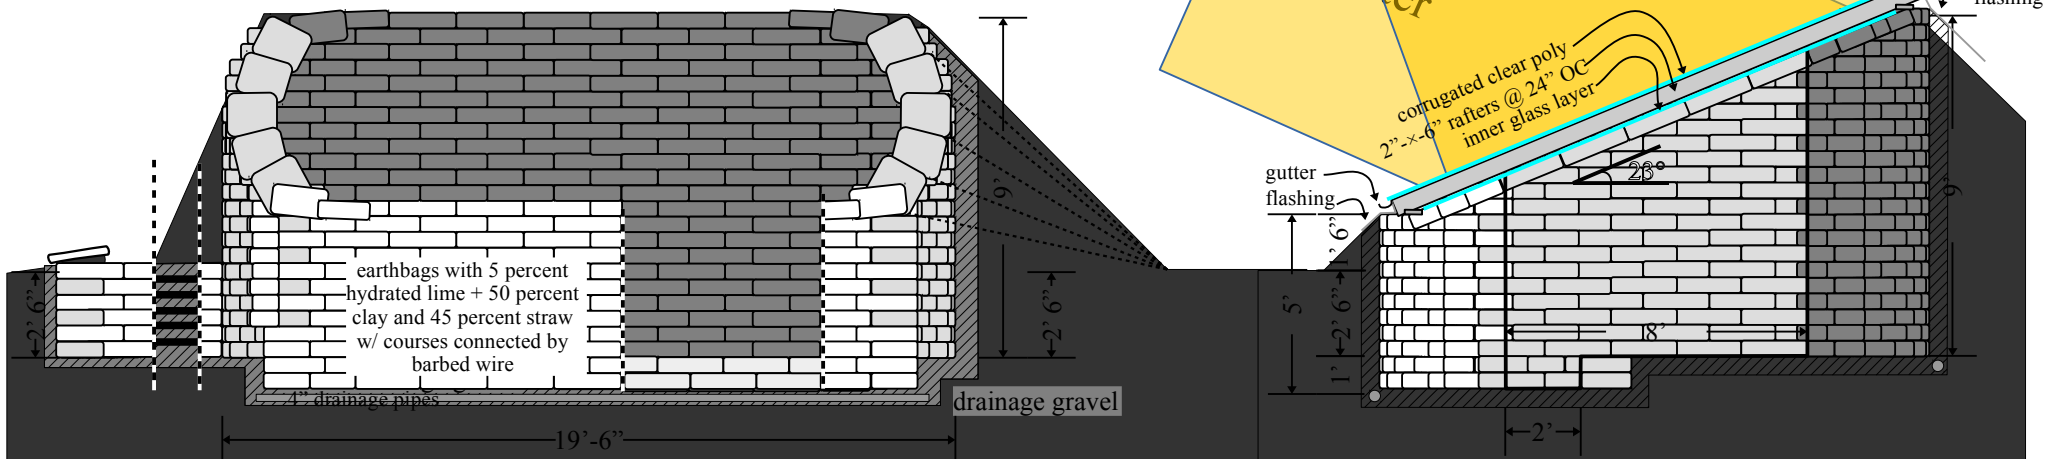 9’
2’ 6”
earthbags with 5 percent
hydrated lime + 50 percent
clay and 45 percent straw
w/ courses connected by
barbed wire
4” drainage pipes
19’-6”
2’ 6”
drainage gravel
corrugated clear poly
2”-×-6” rafters @ 24” OC
inner glass layer
gutter
flashing
flashing
23°
1’ 6”
5’
2’ 6”
1’
8’
9’
2’